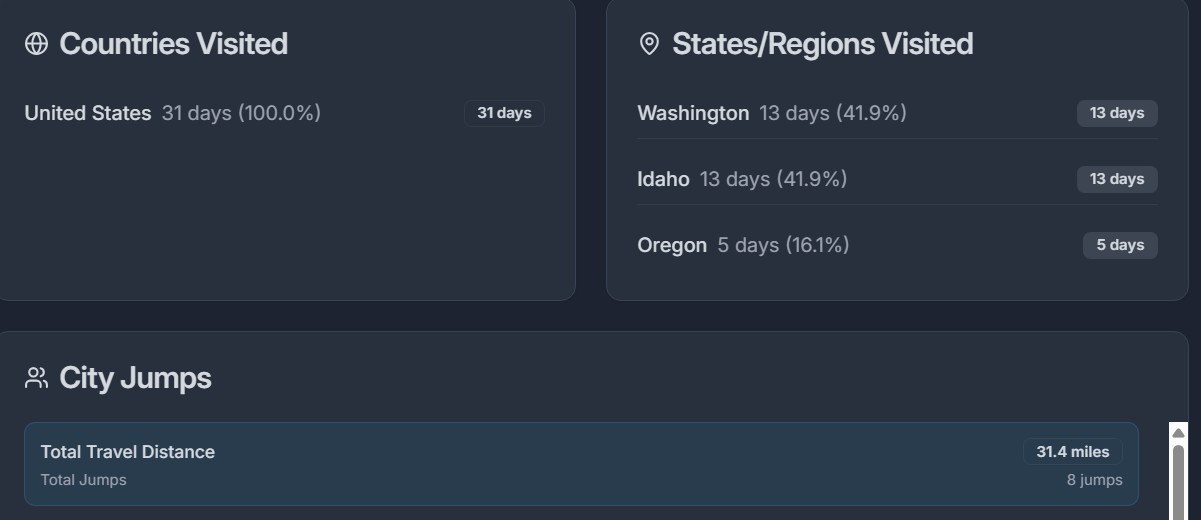 Countries Visited
United States 31 days (100.0%) 31 days
States/Regions Visited
Washington 13 days (41.9%) 13 days
Idaho 13 days (41.9%) 13 days
Oregon 5 days (16.1%) 5 days
City Jumps
Total Travel Distance 31.4 miles
Total Jumps 8 jumps